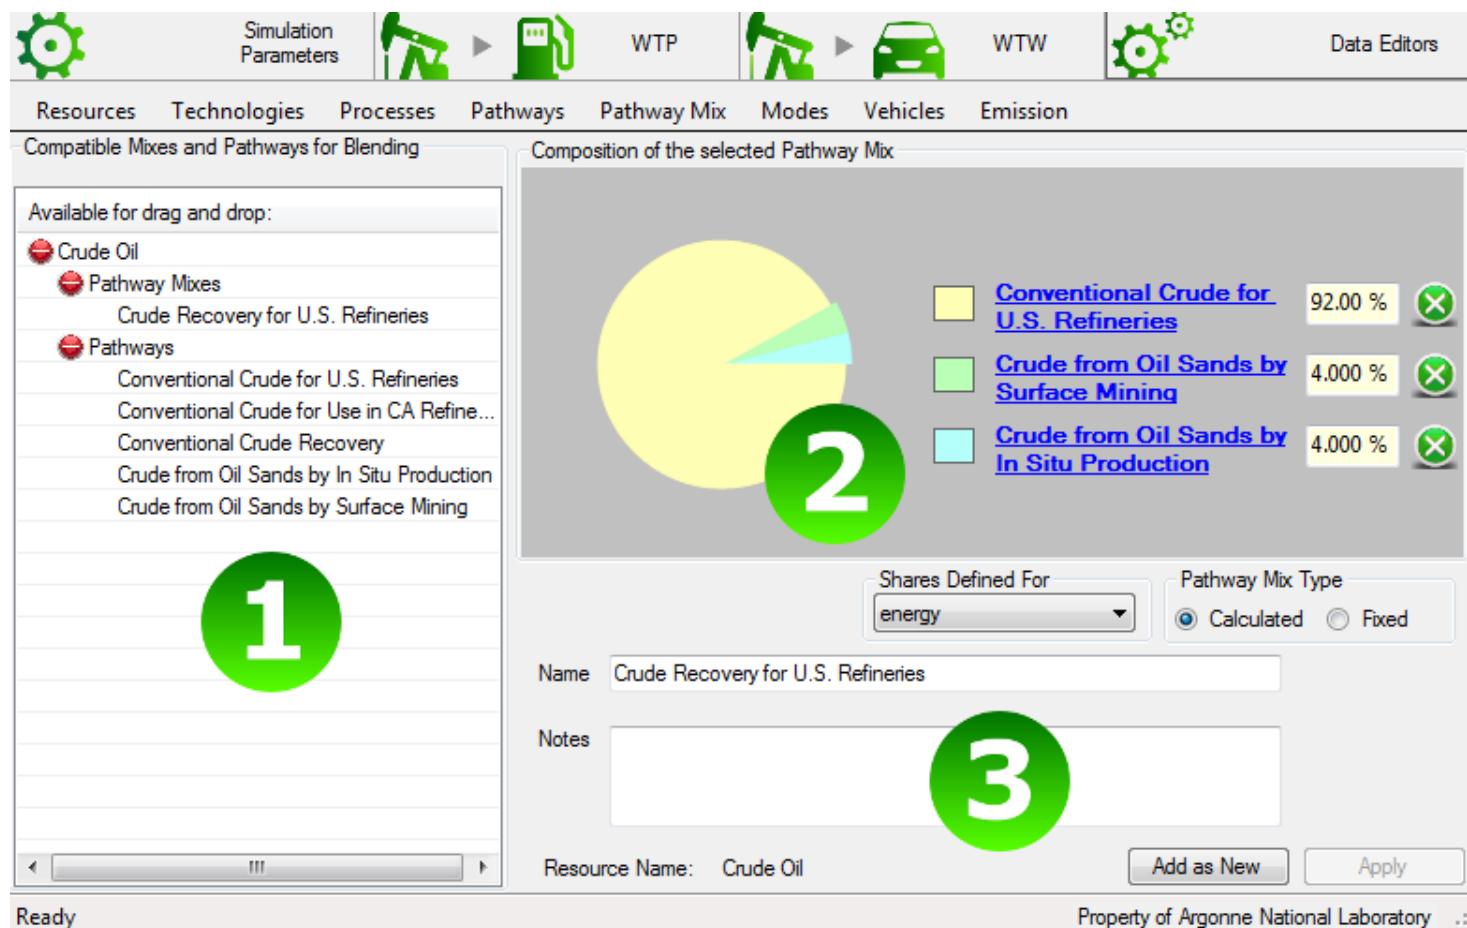 Simulation
Parameters
WTP
WTW
Data Editors
Resources Technologies Processes Pathways Pathway Mix Modes Vehicles Emission
Compatible Mixes and Pathways for Blending
Available for drag and drop:
Crude Oil
Pathway Mixes
Crude Recovery for U.S. Refineries
Pathways
Conventional Crude for U.S. Refineries
Conventional Crude for Use in CA Refine...
Conventional Crude Recovery
Crude from Oil Sands by In Situ Production
Crude from Oil Sands by Surface Mining
1
Composition of the selected Pathway Mix
Conventional Crude for
U.S. Refineries
92.00 %
Crude from Oil Sands by
Surface Mining
4.000 %
Crude from Oil Sands by
In Situ Production
4.000 %
2
Shares Defined For
energy
Pathway Mix Type
Calculated Fixed
Name Crude Recovery for U.S. Refineries
Notes
3
Resource Name: Crude Oil
Add as New Apply
Ready
Property of Argonne National Laboratory